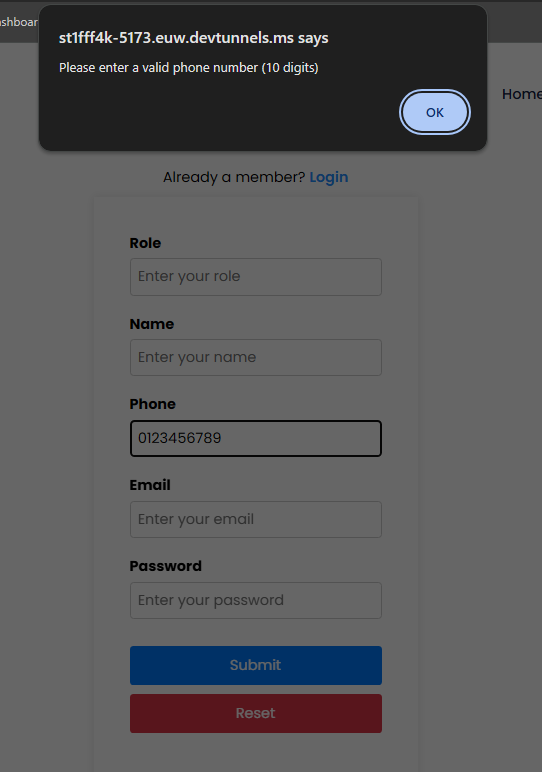 st1fff4k-5173.euw.devtunnels.ms says
Please enter a valid phone number (10 digits)
OK
Home
Already a member? Login
Role
Enter your role
Name
Enter your name
Phone
0123456789
Email
Enter your email
Password
Enter your password
Submit
Reset